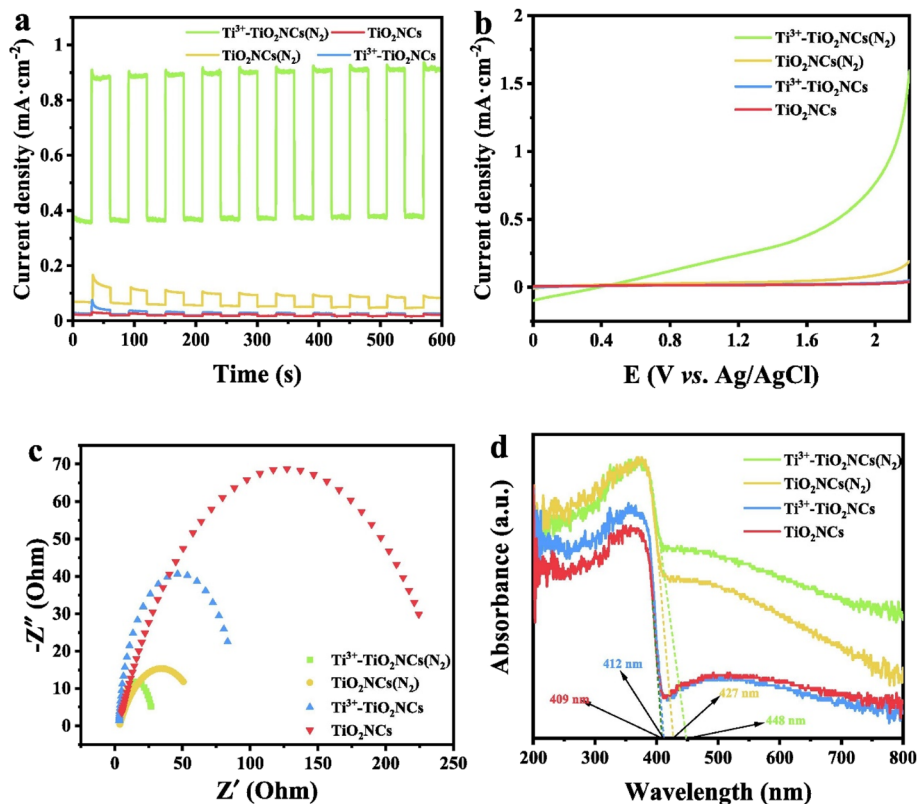 a
Ti³⁺-TiO₂NCs(N₂) TiO₂NCs
TiO₂NCs(N₂) Ti³⁺-TiO₂NCs
Current density (mA·cm⁻²)
1
0.8
0.6
0.4
0.2
0
0 100 200 300 400 500 600
Time (s)
b
Ti³⁺-TiO₂NCs(N₂)
TiO₂NCs(N₂)
Ti³⁺-TiO₂NCs
TiO₂NCs
Current density (mA·cm⁻²)
2
1.5
1
0.5
0
0 0.4 0.8 1.2 1.6 2
E (V vs. Ag/AgCl)
c
-Z″ (Ohm)
70
60
50
40
30
20
10
0
Ti³⁺-TiO₂NCs(N₂)
TiO₂NCs(N₂)
Ti³⁺-TiO₂NCs
TiO₂NCs
0 50 100 150 200 250
Z′ (Ohm)
d
Ti³⁺-TiO₂NCs(N₂)
TiO₂NCs(N₂)
Ti³⁺-TiO₂NCs
TiO₂NCs
Absorbance (a.u.)
412 nm
409 nm
427 nm
448 nm
200 300 400 500 600 700 800
Wavelength (nm)